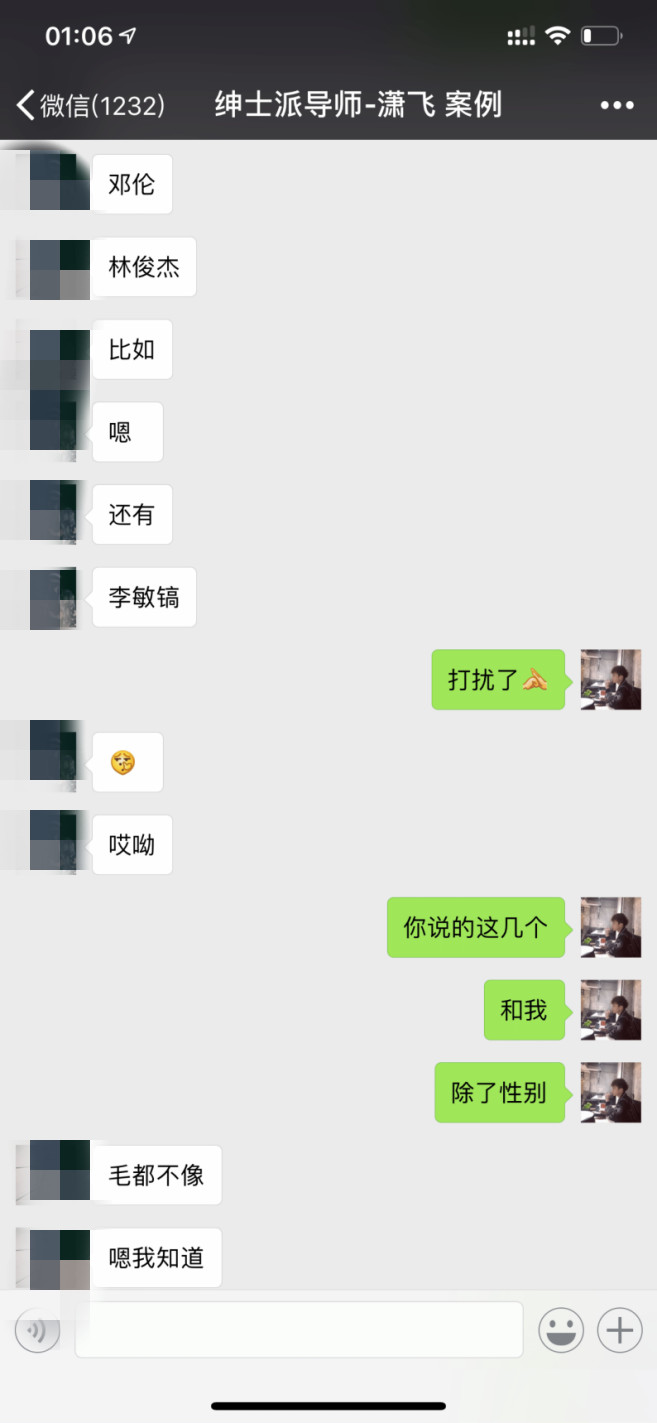 01:06
微信(1232)
绅士派导师-潇飞 案例
邓伦
林俊杰
比如
嗯
还有
李敏镐
打扰了
哎呦
你说的这几个
和我
除了性别
毛都不像
嗯我知道